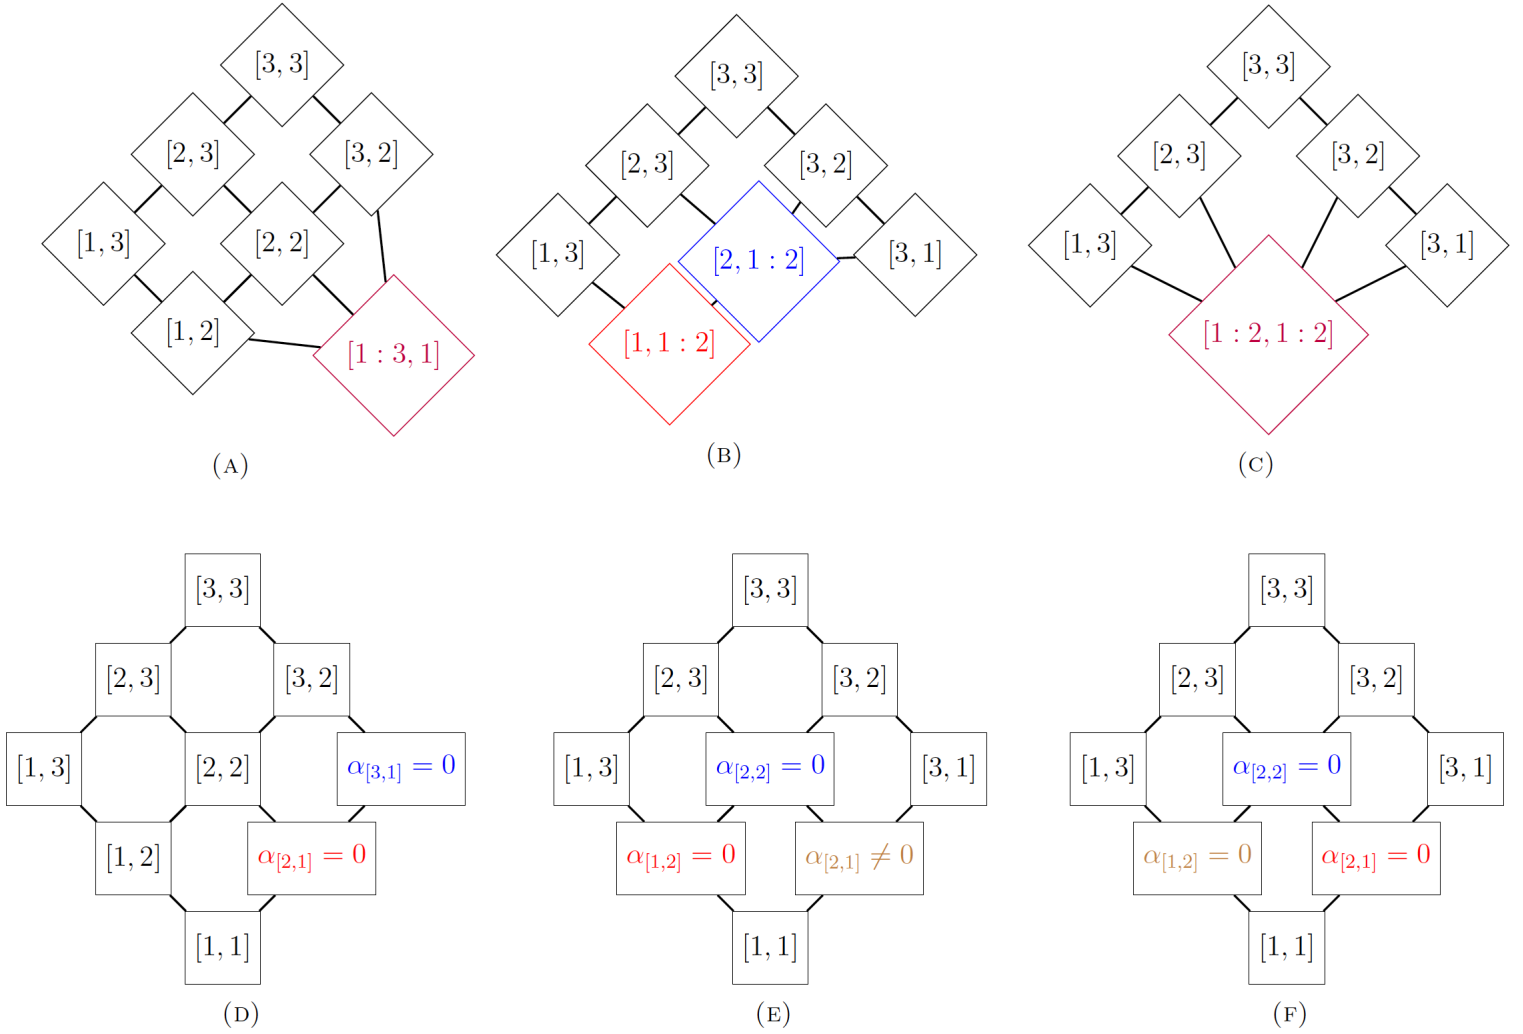 [3, 3]
[2, 3] [3, 2]
[1, 3] [2, 2]
[1, 2] [1 : 3, 1]
(A)
[3, 3]
[2, 3] [3, 2]
[1, 3] [2, 1 : 2] [3, 1]
[1, 1 : 2]
(B)
[3, 3]
[2, 3] [3, 2]
[1, 3] [3, 1]
[1 : 2, 1 : 2]
(C)
[3, 3]
[2, 3] [3, 2]
[1, 3] [2, 2] α[3,1] = 0
[1, 2] α[2,1] = 0
[1, 1]
(D)
[3, 3]
[2, 3] [3, 2]
[1, 3] α[2,2] = 0 [3, 1]
α[1,2] = 0 α[2,1] ≠ 0
[1, 1]
(E)
[3, 3]
[2, 3] [3, 2]
[1, 3] α[2,2] = 0 [3, 1]
α[1,2] = 0 α[2,1] = 0
[1, 1]
(F)